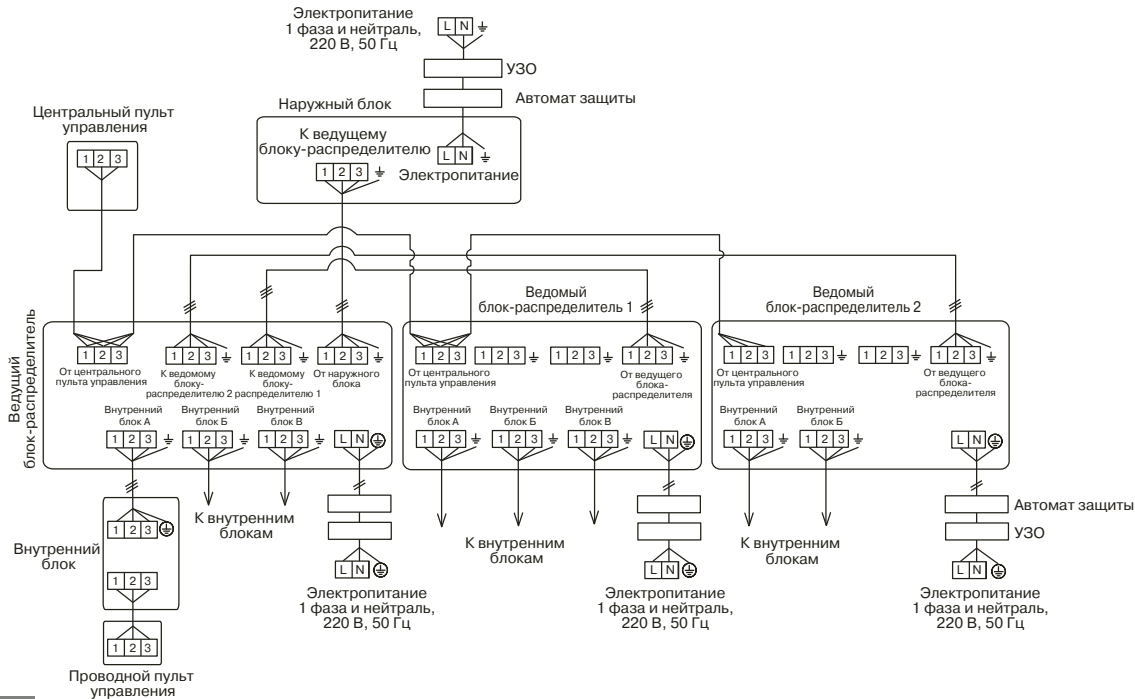 Электропитание
1 фаза и нейтраль,
220 В, 50 Гц
L N
УЗО
Автомат защиты
Наружный блок
К ведущему
блоку-распределителю
1 2 3
L N
Электропитание
Центральный пульт
управления
1 2 3
Ведущий
блок-распределитель
1 2 3
От центрального
пульта управления
1 2 3
К ведомому
блоку-
распределителю 2
1 2 3
К ведомому
блоку-
распределителю 1
1 2 3
От наружного
блока
Внутренний
блок А
1 2 3
Внутренний
блок Б
1 2 3
Внутренний
блок В
1 2 3
L N
Ведомый
блок-распределитель 1
1 2 3
От центрального
пульта управления
1 2 3
1 2 3
1 2 3
От ведущего
блока-
распределителя
Внутренний
блок А
1 2 3
Внутренний
блок Б
1 2 3
Внутренний
блок В
1 2 3
L N
Ведомый
блок-распределитель 2
1 2 3
От центрального
пульта управления
1 2 3
1 2 3
1 2 3
От ведущего
блока-
распределителя
Внутренний
блок А
1 2 3
Внутренний
блок Б
1 2 3
L N
1 2 3
Внутренний
блок
1 2 3
1 2 3
Проводной пульт
управления
К внутренним
блокам
L N
Электропитание
1 фаза и нейтраль,
220 В, 50 Гц
К внутренним
блокам
L N
Электропитание
1 фаза и нейтраль,
220 В, 50 Гц
К внутренним
блокам
Автомат защиты
УЗО
L N
Электропитание
1 фаза и нейтраль,
220 В, 50 Гц